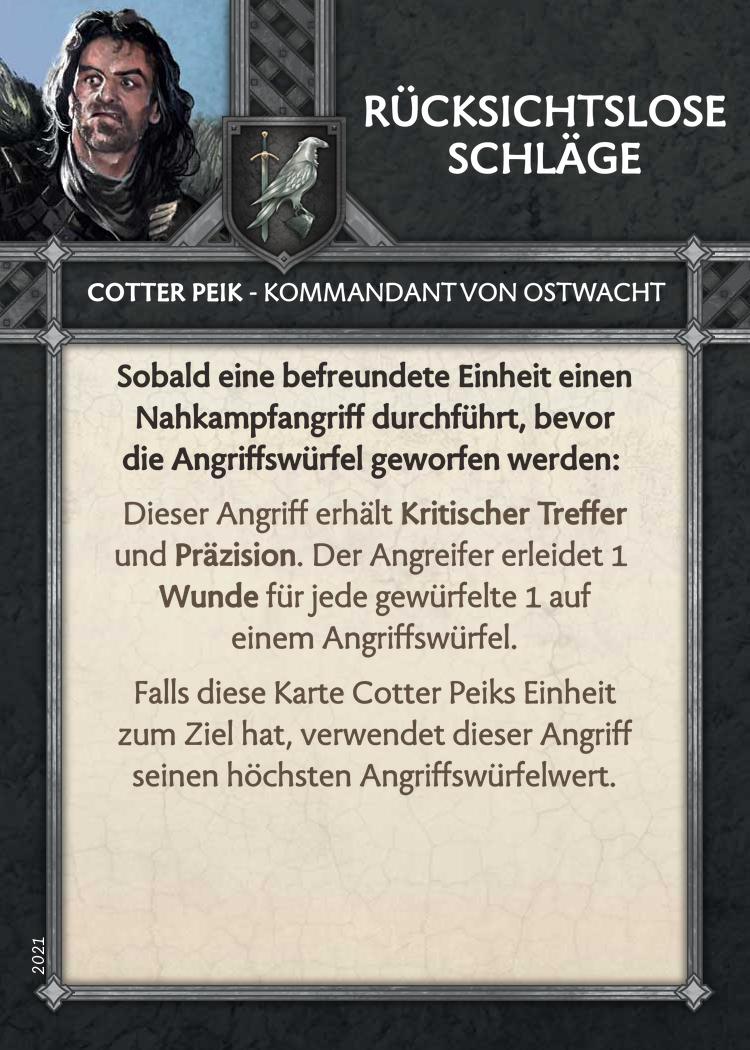 RÜCKSICHTSLOSE
SCHLÄGE
COTTER PEIK - KOMMANDANT VON OSTWACHT
Sobald eine befreundete Einheit einen
Nahkampfangriff durchführt, bevor
die Angriffswürfel geworfen werden:
Dieser Angriff erhält Kritischer Treffer
und Präzision. Der Angreifer erleidet 1
Wunde für jede gewürfelte 1 auf
einem Angriffswürfel.
Falls diese Karte Cotter Peiks Einheit
zum Ziel hat, verwendet dieser Angriff
seinen höchsten Angriffswürfelwert.
2021